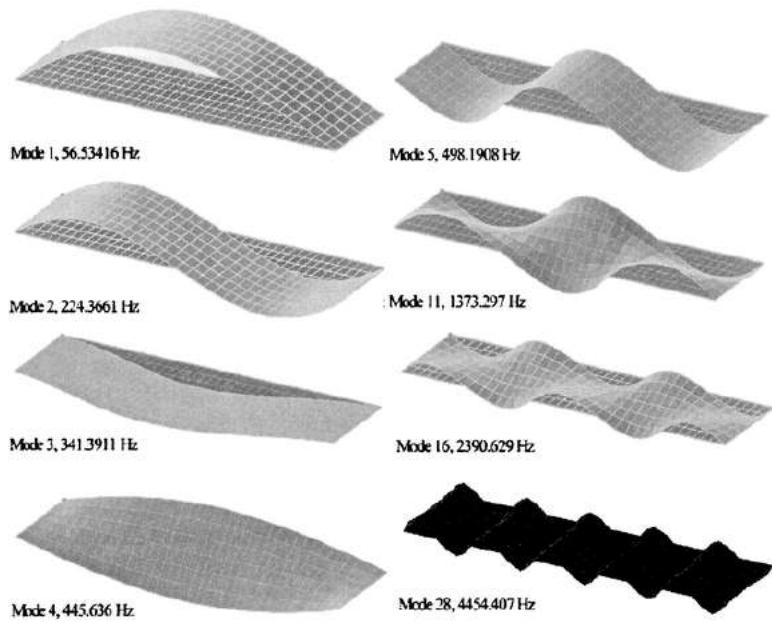 Mode 1, 56.53416 Hz
Mode 2, 224.3661 Hz
Mode 3, 341.3911 Hz
Mode 4, 445.636 Hz
Mode 5, 498.1908 Hz
Mode 11, 1373.297 Hz
Mode 16, 2390.629 Hz
Mode 28, 4454.407 Hz